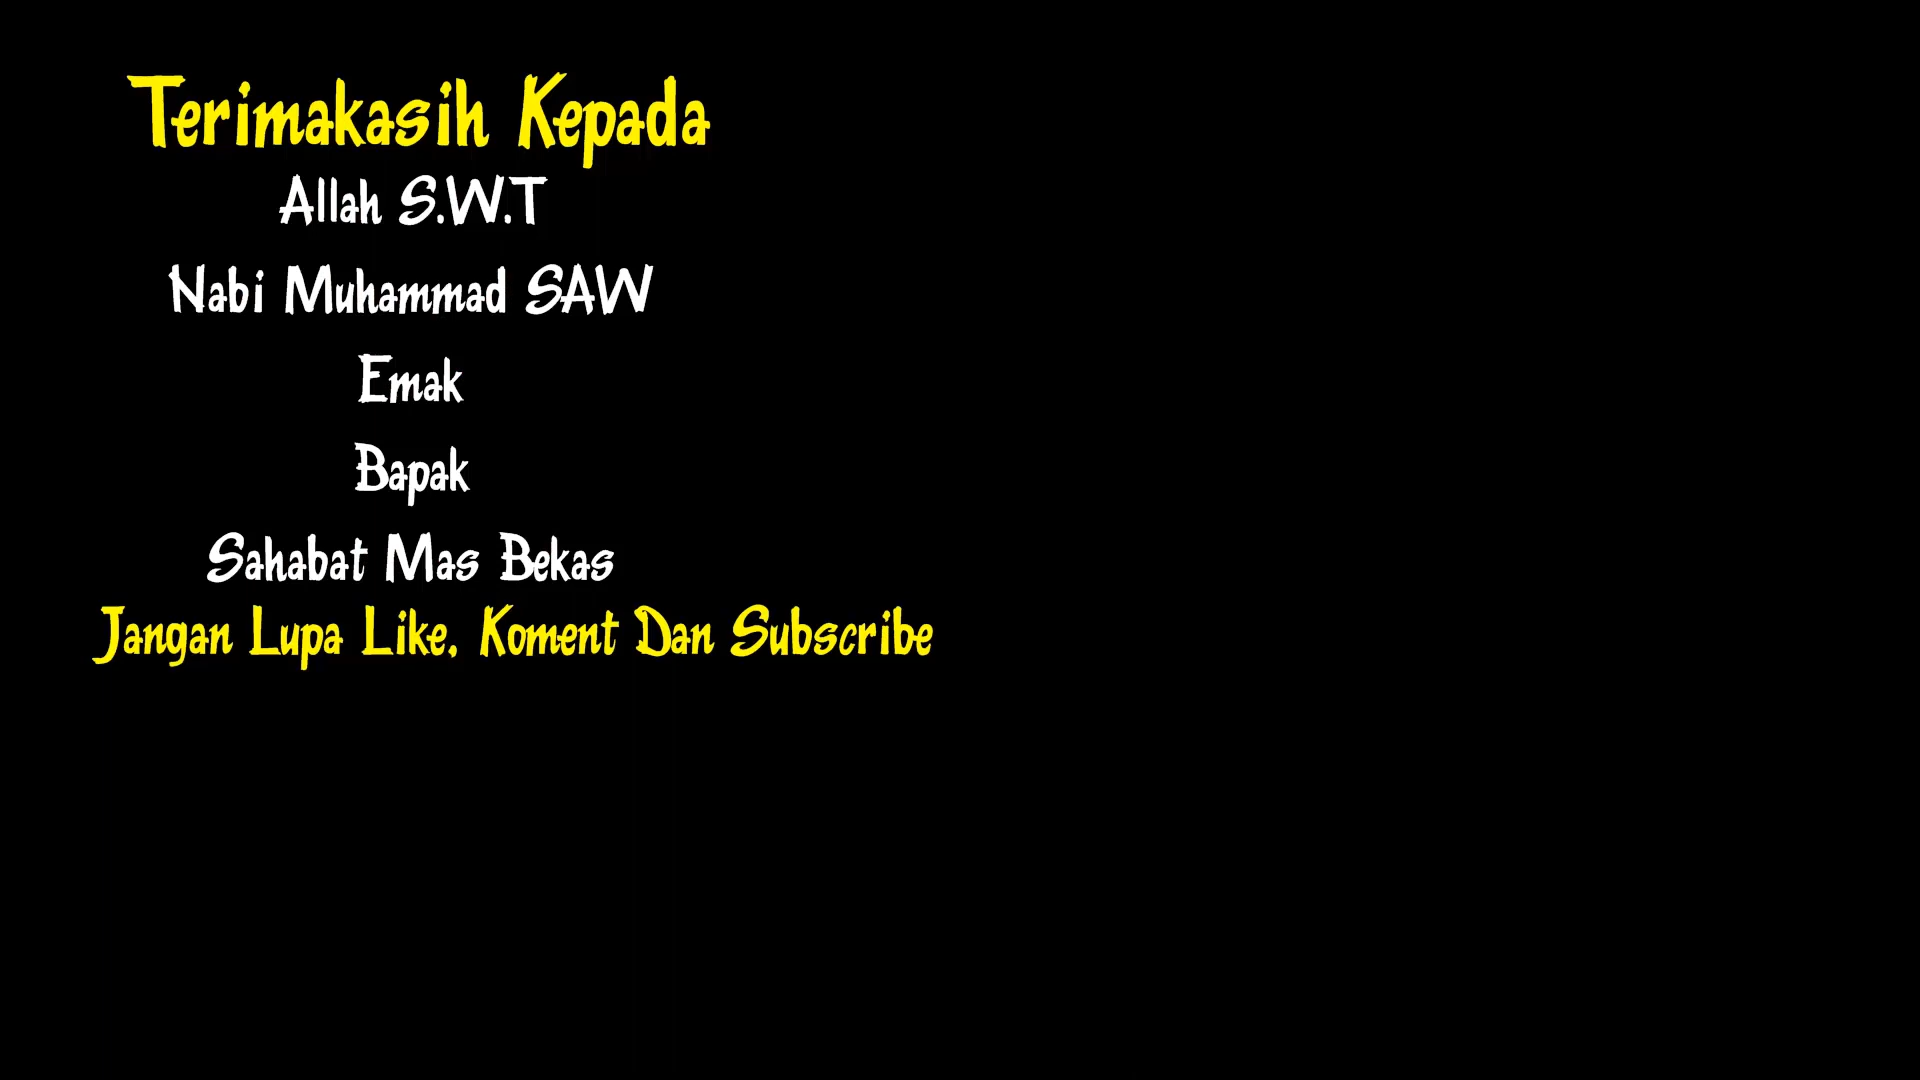 Terimakasih Kepada
Allah S.W.T
Nabi Muhammad SAW
Emak
Bapak
Sahabat Mas Bekas
Jangan Lupa Like, Koment Dan Subscribe